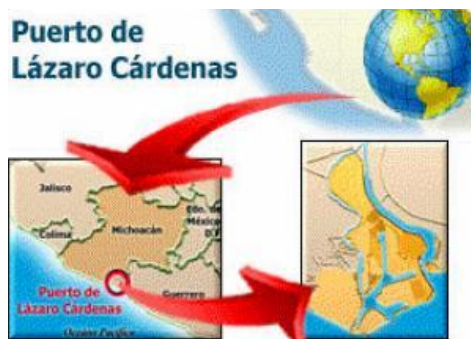 Puerto de
Lázaro Cárdenas
Jalisco
Edo. de
México
D.F.
Colima
Michoacán
Puerto de
Lázaro Cárdenas
Guerrero
Océano Pacífico